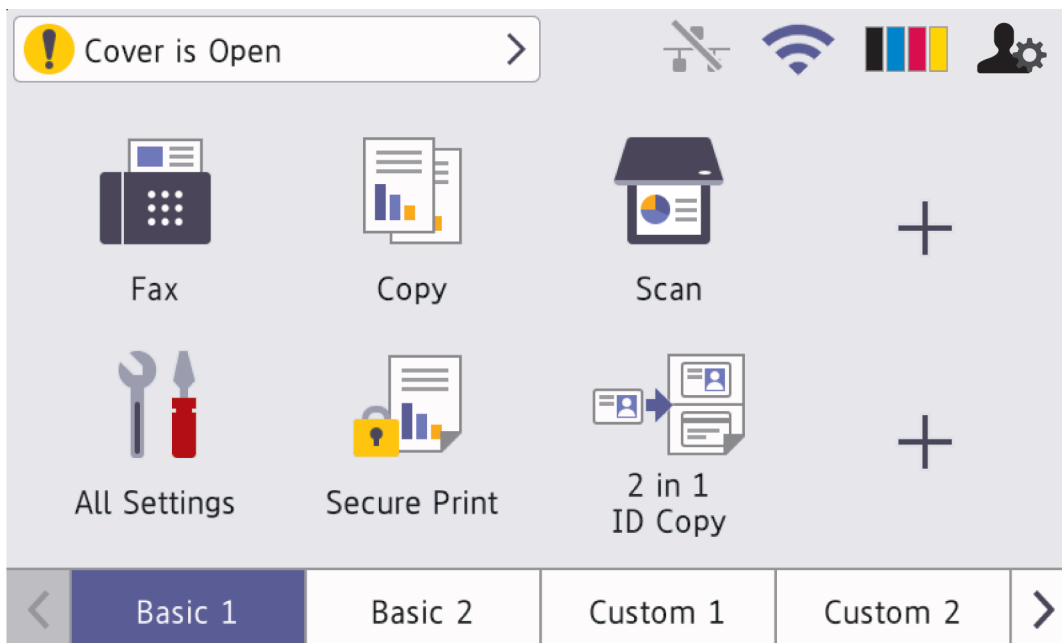 Cover is Open
Fax
Copy
Scan
All Settings
Secure Print
2 in 1
ID Copy
Basic 1
Basic 2
Custom 1
Custom 2